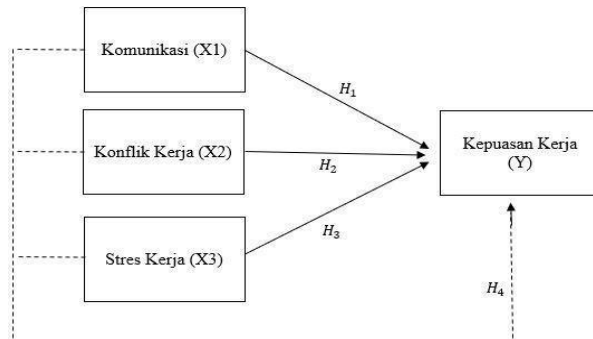 Komunikasi (X1)
H₁
Konflik Kerja (X2)
H₂
Kepuasan Kerja
(Y)
H₃
Stres Kerja (X3)
H₄